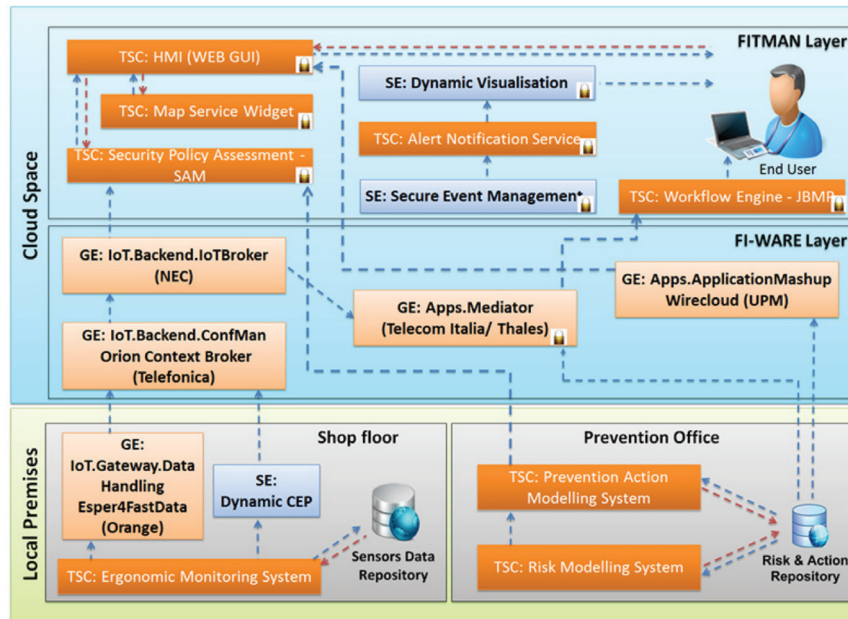 TSC: HMI (WEB GUI)
FITMAN Layer
SE: Dynamic Visualisation
TSC: Map Service Widget
TSC: Alert Notification Service
TSC: Security Policy Assessment -
SAM
End User
SE: Secure Event Management
TSC: Workflow Engine - JBMP
Cloud Space
FI-WARE Layer
GE: IoT.Backend.IoTBroker
(NEC)
GE: Apps.ApplicationMashup
Wirecloud (UPM)
GE: Apps.Mediator
(Telecom Italia/ Thales)
GE: IoT.Backend.ConfMan
Orion Context Broker
(Telefonica)
Local Premises
Shop floor
Prevention Office
GE:
IoT.Gateway.Data
Handling
Esper4FastData
(Orange)
SE:
Dynamic CEP
Sensors Data
Repository
TSC: Ergonomic Monitoring System
TSC: Prevention Action
Modelling System
TSC: Risk Modelling System
Risk & Action
Repository